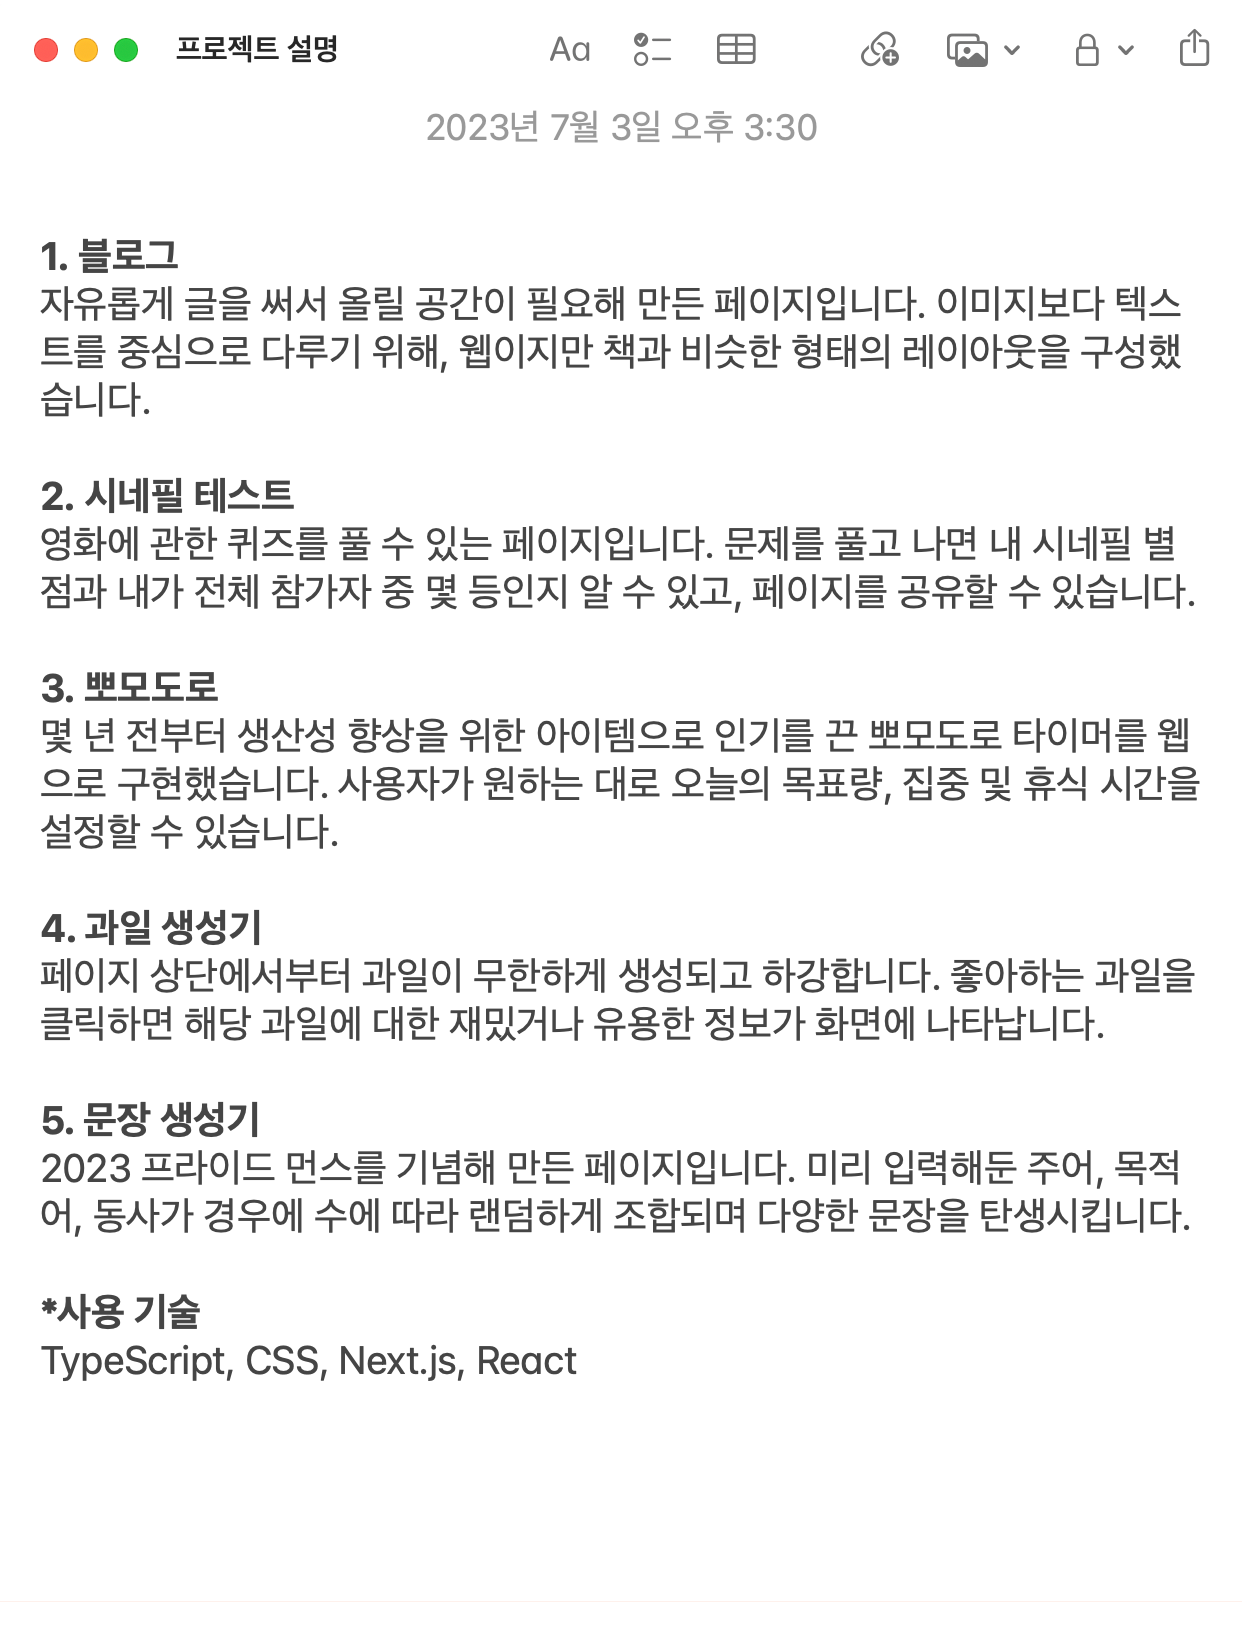 프로젝트 설명
Aa
2023년 7월 3일 오후 3:30
1. 블로그
자유롭게 글을 써서 올릴 공간이 필요해 만든 페이지입니다. 이미지보다 텍스
트를 중심으로 다루기 위해, 웹이지만 책과 비슷한 형태의 레이아웃을 구성했
습니다.
2. 시네필 테스트
영화에 관한 퀴즈를 풀 수 있는 페이지입니다. 문제를 풀고 나면 내 시네필 별
점과 내가 전체 참가자 중 몇 등인지 알 수 있고, 페이지를 공유할 수 있습니다.
3. 뽀모도로
몇 년 전부터 생산성 향상을 위한 아이템으로 인기를 끈 뽀모도로 타이머를 웹
으로 구현했습니다. 사용자가 원하는 대로 오늘의 목표량, 집중 및 휴식 시간을
설정할 수 있습니다.
4. 과일 생성기
페이지 상단에서부터 과일이 무한하게 생성되고 하강합니다. 좋아하는 과일을
클릭하면 해당 과일에 대한 재밌거나 유용한 정보가 화면에 나타납니다.
5. 문장 생성기
2023 프라이드 먼스를 기념해 만든 페이지입니다. 미리 입력해둔 주어, 목적
어, 동사가 경우에 수에 따라 랜덤하게 조합되며 다양한 문장을 탄생시킵니다.
*사용 기술
TypeScript, CSS, Next.js, React